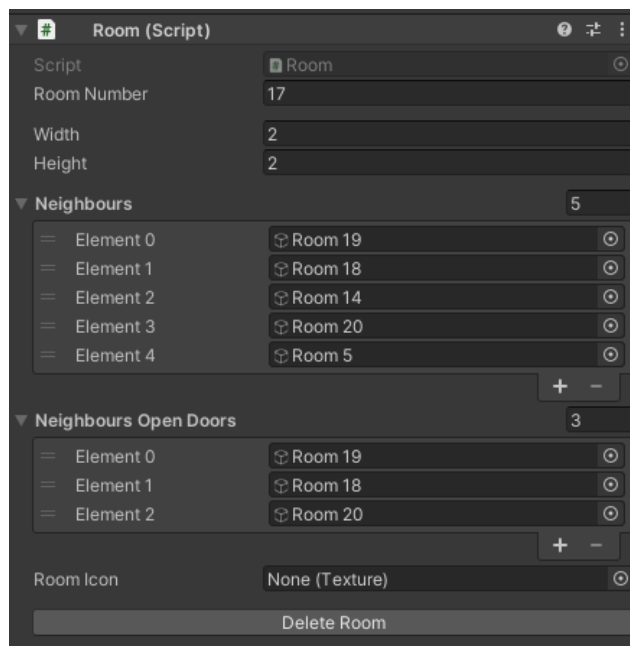 Room (Script)
Script Room
Room Number 17
Width 2
Height 2
Neighbours 5
Element 0 Room 19
Element 1 Room 18
Element 2 Room 14
Element 3 Room 20
Element 4 Room 5
+ −
Neighbours Open Doors 3
Element 0 Room 19
Element 1 Room 18
Element 2 Room 20
+ −
Room Icon None (Texture)
Delete Room